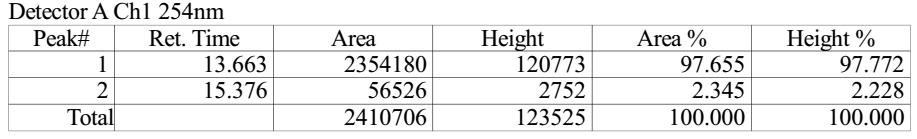 Detector A Ch1 254nm
Peak# Ret. Time Area Height Area % Height %
1 13.663 2354180 120773 97.655 97.772
2 15.376 56526 2752 2.345 2.228
Total 2410706 123525 100.000 100.000